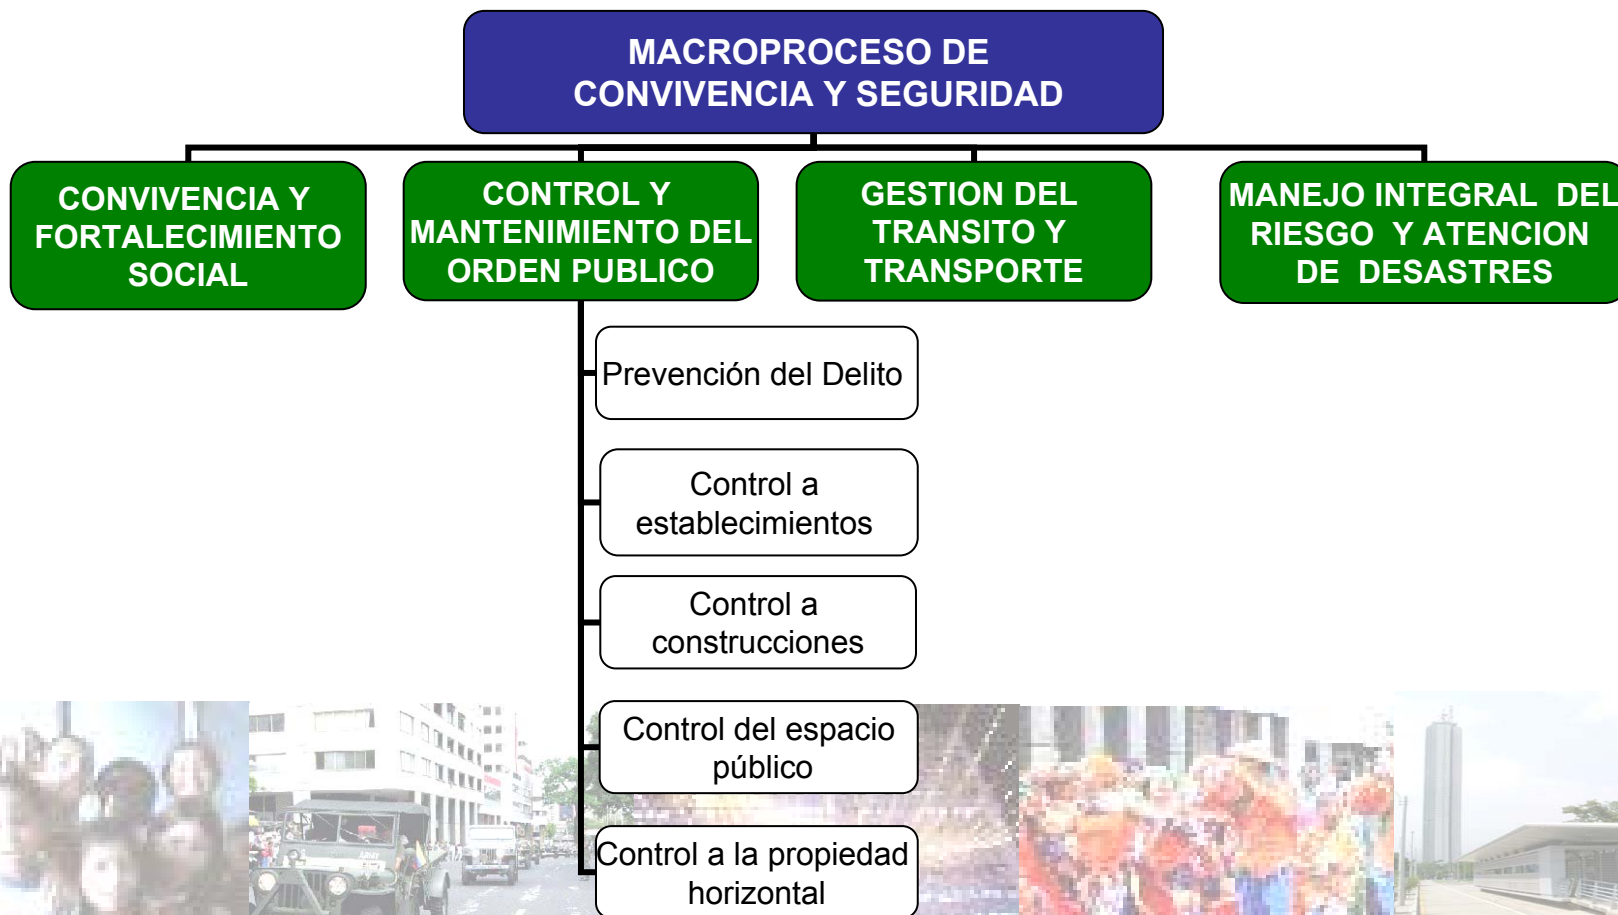 MACROPROCESO DE
CONVIVENCIA Y SEGURIDAD
CONVIVENCIA Y
FORTALECIMIENTO
SOCIAL
CONTROL Y
MANTENIMIENTO DEL
ORDEN PUBLICO
GESTION DEL
TRANSITO Y
TRANSPORTE
MANEJO INTEGRAL DEL
RIESGO Y ATENCION
DE DESASTRES
Prevención del Delito
Control a
establecimientos
Control a
construcciones
Control del espacio
público
Control a la propiedad
horizontal
ARMY